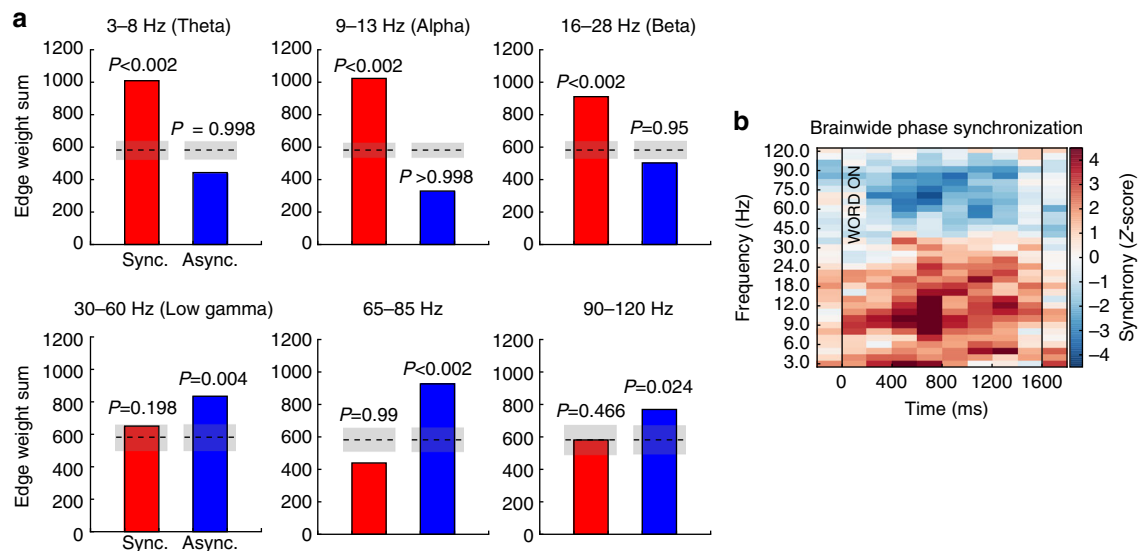 a
3–8 Hz (Theta)
9–13 Hz (Alpha)
16–28 Hz (Beta)
Edge weight sum
1200
1000
800
600
400
200
0
P<0.002
P = 0.998
Sync.
Async.
1200
1000
800
600
400
200
0
P<0.002
P >0.998
1200
1000
800
600
400
200
0
P<0.002
P=0.95
30–60 Hz (Low gamma)
65–85 Hz
90–120 Hz
Edge weight sum
1200
1000
800
600
400
200
0
P=0.198
P=0.004
Sync.
Async.
1200
1000
800
600
400
200
0
P=0.99
P<0.002
1200
1000
800
600
400
200
0
P=0.466
P=0.024
b
Brainwide phase synchronization
Frequency (Hz)
120.0
90.0
75.0
60.0
45.0
30.0
24.0
18.0
12.0
9.0
6.0
3.0
WORD ON
0
400
800
1200
1600
Time (ms)
4
3
2
1
0
−1
−2
−3
−4
Synchrony (Z-score)